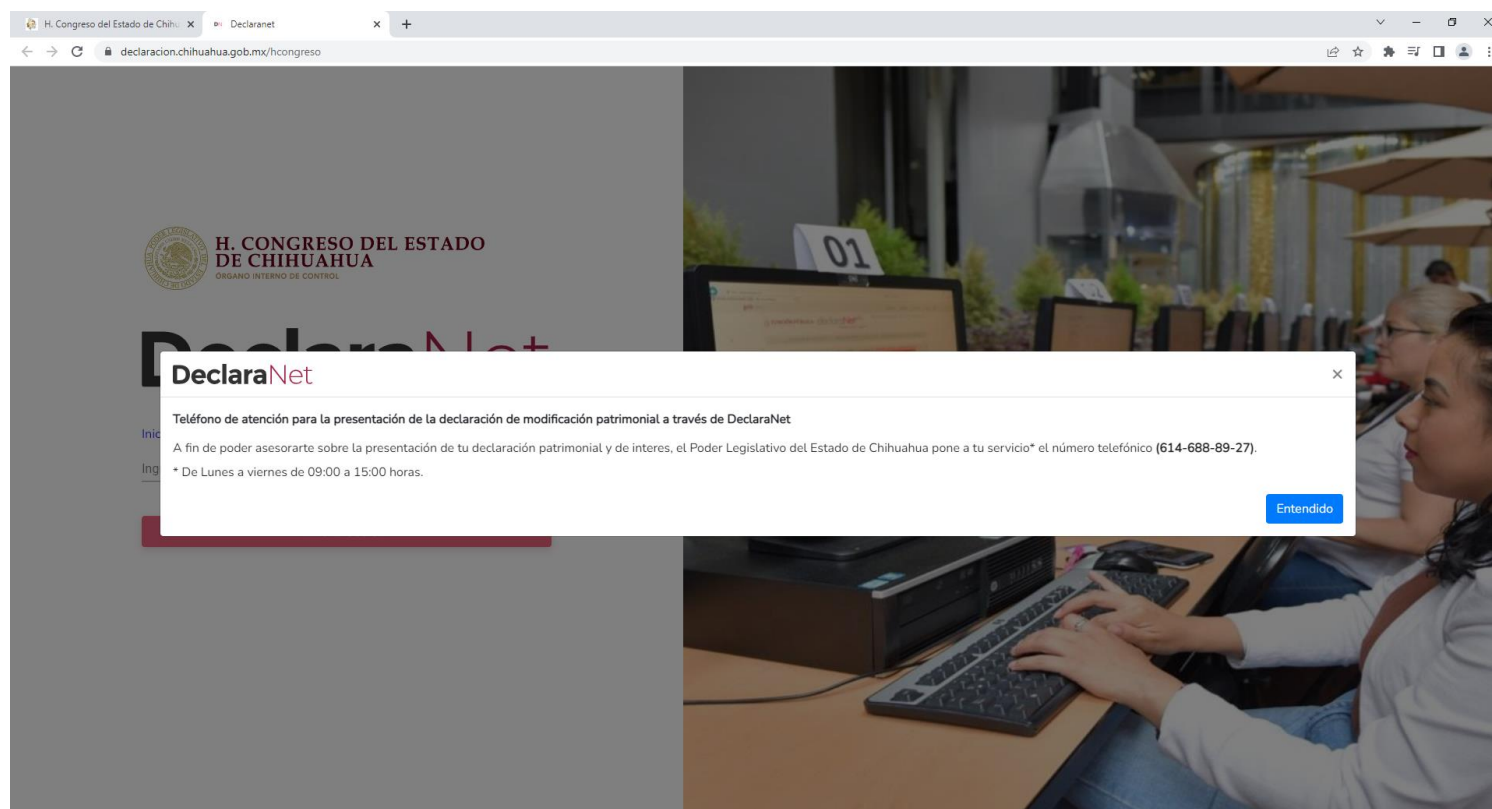 H. Congreso del Estado de Chihu
Declaranet
declaracion.chihuahua.gob.mx/hcongreso
H. CONGRESO DEL ESTADO
DE CHIHUAHUA
ÓRGANO INTERNO DE CONTROL
DeclaraNet
01
DeclaraNet
Teléfono de atención para la presentación de la declaración de modificación patrimonial a través de DeclaraNet
A fin de poder asesorarte sobre la presentación de tu declaración patrimonial y de interes, el Poder Legislativo del Estado de Chihuahua pone a tu servicio* el número telefónico (614-688-89-27).
Inic
Ing
* De Lunes a viernes de 09:00 a 15:00 horas.
Entendido